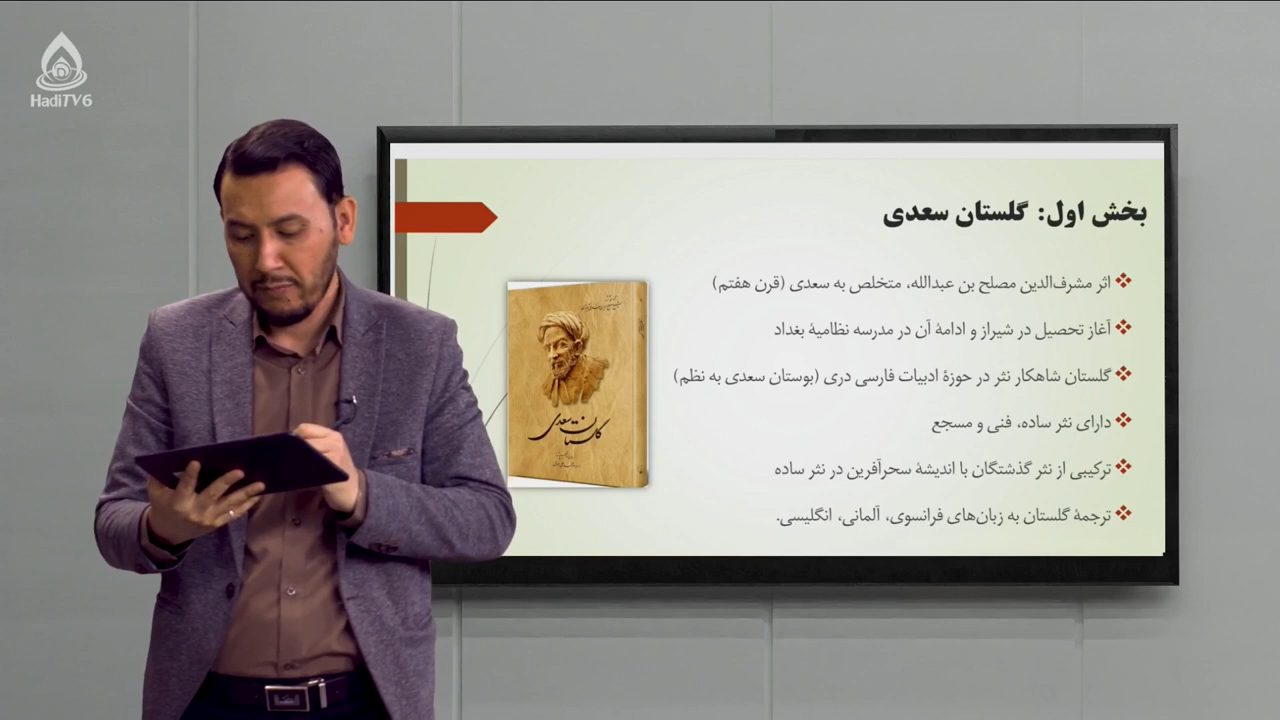 HadiTV6
بخش اول: گلستان سعدی
اثر مشرف‌الدین مصلح بن عبدالله، متخلص به سعدی (قرن هفتم)
آغاز تحصیل در شیراز و ادامهٔ آن در مدرسه نظامیهٔ بغداد
گلستان شاهکار نثر در حوزهٔ ادبیات فارسی دری (بوستان سعدی به نظم)
دارای نثر ساده، فنی و مسجع
ترکیبی از نثر گذشتگان با اندیشهٔ سحرآفرین در نثر ساده
ترجمهٔ گلستان به زبان‌های فرانسوی، آلمانی، انگلیسی.
گلستان سعدی